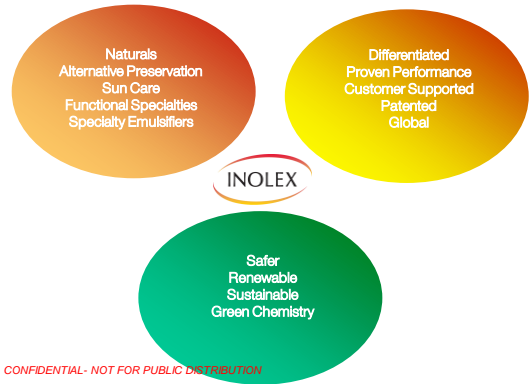 Naturals
Alternative Preservation
Sun Care
Functional Specialties
Specialty Emulsifiers
Differentiated
Proven Performance
Customer Supported
Patented
Global
INOLEX
Safer
Renewable
Sustainable
Green Chemistry
CONFIDENTIAL- NOT FOR PUBLIC DISTRIBUTION